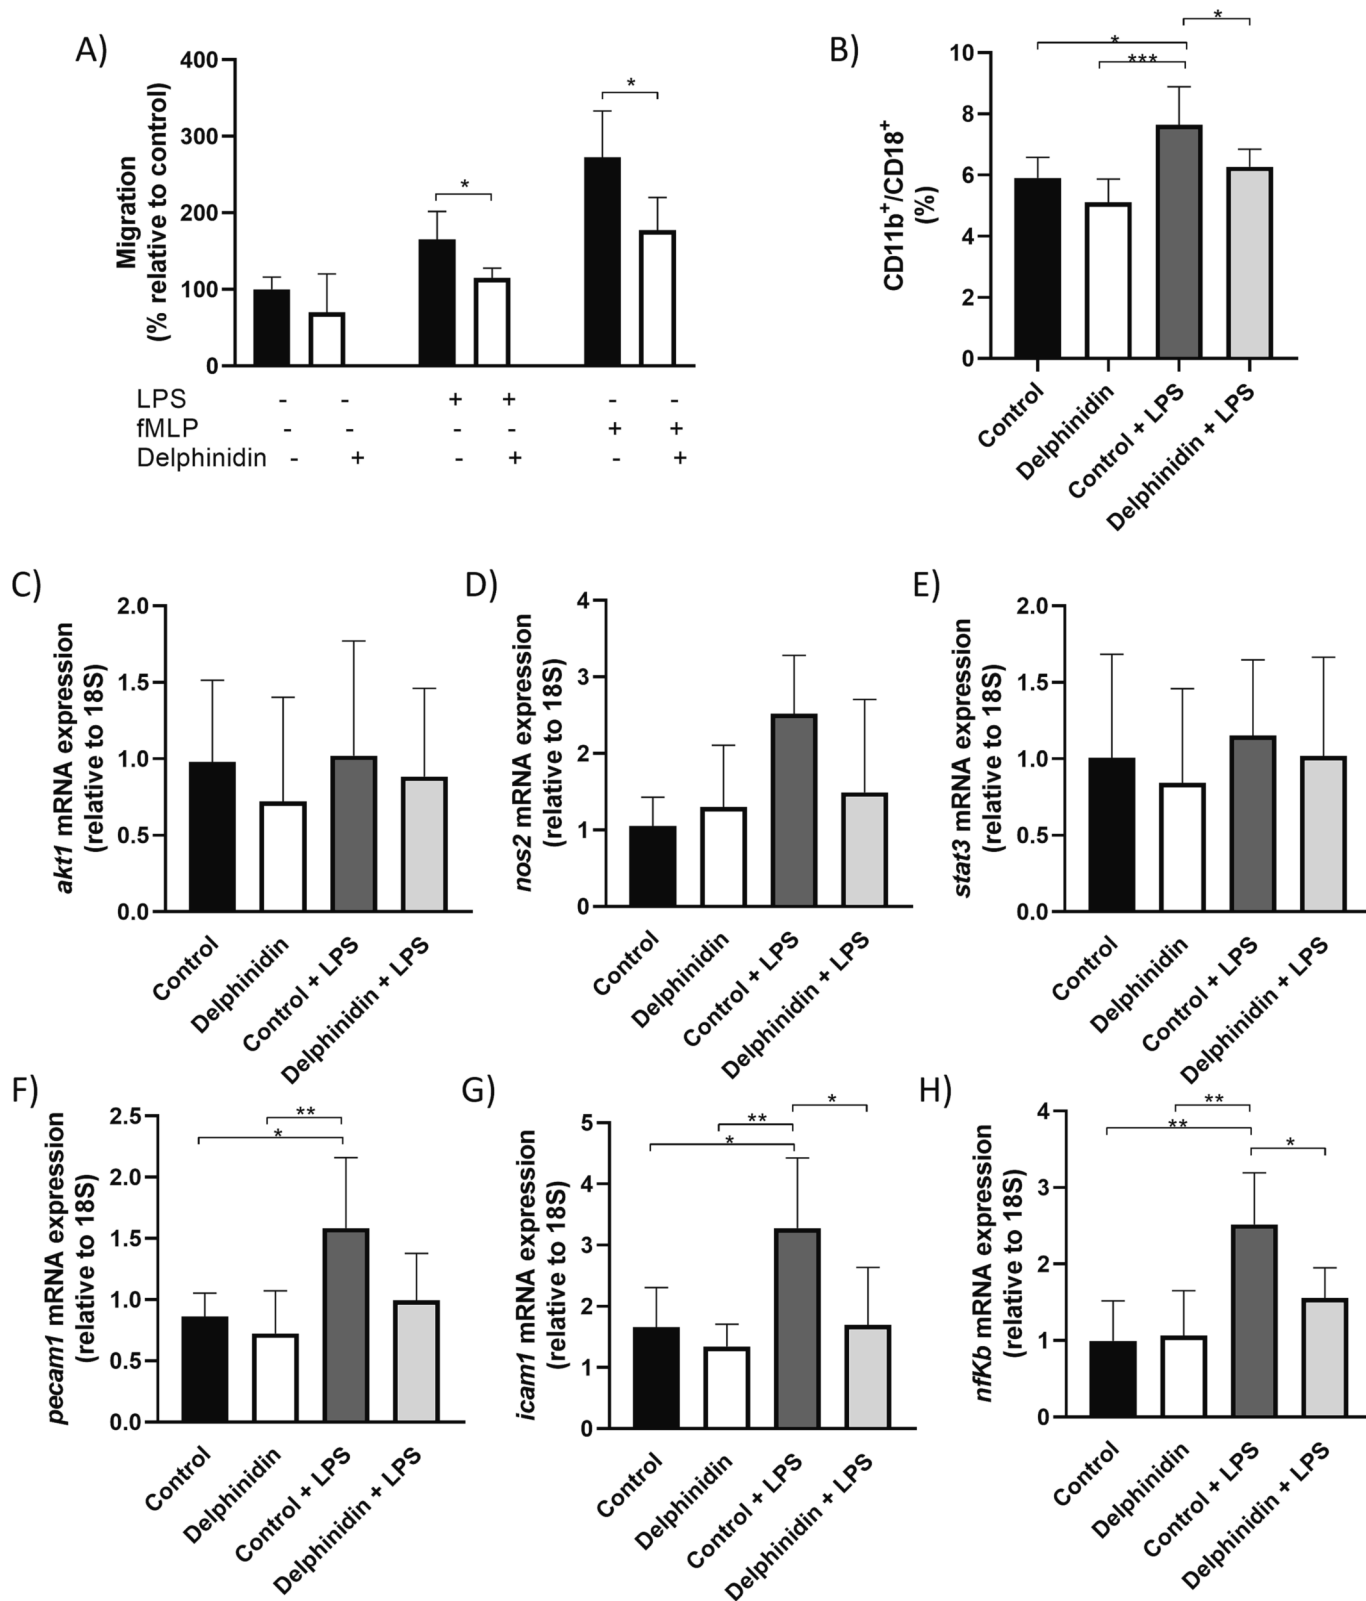 A)
Migration
(% relative to control)
400
300
200
100
0
*
*
LPS - - + + - -
fMLP - - - - + +
Delphinidin - + - + - +
B)
CD11b+/CD18+
(%)
10
8
6
4
2
0
*
*
***
Control
Delphinidin
Control + LPS
Delphinidin + LPS
C)
akt1 mRNA expression
(relative to 18S)
2.0
1.5
1.0
0.5
0.0
Control
Delphinidin
Control + LPS
Delphinidin + LPS
D)
nos2 mRNA expression
(relative to 18S)
4
3
2
1
0
Control
Delphinidin
Control + LPS
Delphinidin + LPS
E)
stat3 mRNA expression
(relative to 18S)
2.0
1.5
1.0
0.5
0.0
Control
Delphinidin
Control + LPS
Delphinidin + LPS
F)
pecam1 mRNA expression
(relative to 18S)
2.5
2.0
1.5
1.0
0.5
0.0
**
*
Control
Delphinidin
Control + LPS
Delphinidin + LPS
G)
icam1 mRNA expression
(relative to 18S)
5
4
3
2
1
0
*
**
*
Control
Delphinidin
Control + LPS
Delphinidin + LPS
H)
nfKb mRNA expression
(relative to 18S)
4
3
2
1
0
**
**
*
Control
Delphinidin
Control + LPS
Delphinidin + LPS